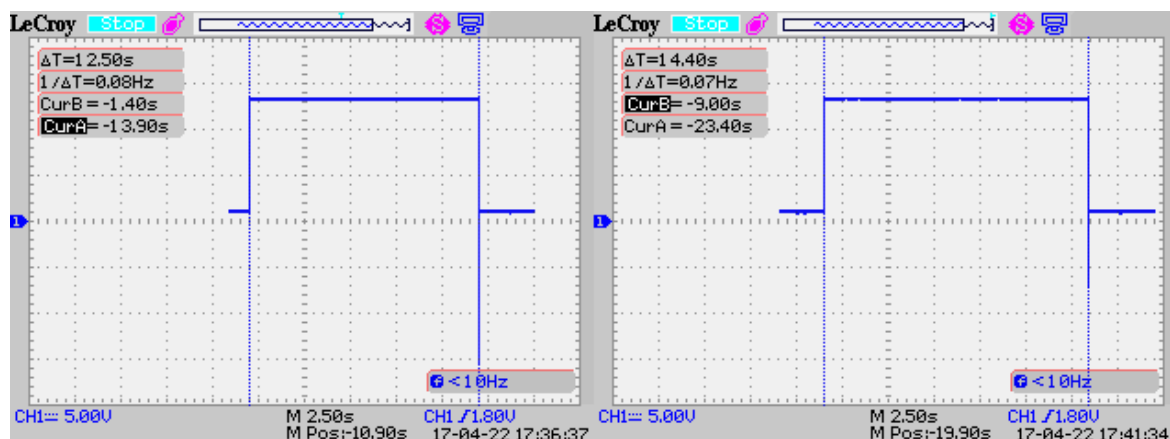 LeCroy Stop
ΔT=12.50s
1/ΔT=0.08Hz
CurB = -1.40s
CurA = -13.90s
1
F <10Hz
CH1 5.00V M 2.50s CH1 /1.80V
M Pos:-10.90s 17-04-22 17:36:37
LeCroy Stop
ΔT=14.40s
1/ΔT=0.07Hz
CurB = -9.00s
CurA = -23.40s
1
F <10Hz
CH1 5.00V M 2.50s CH1 /1.80V
M Pos:-19.90s 17-04-22 17:41:34